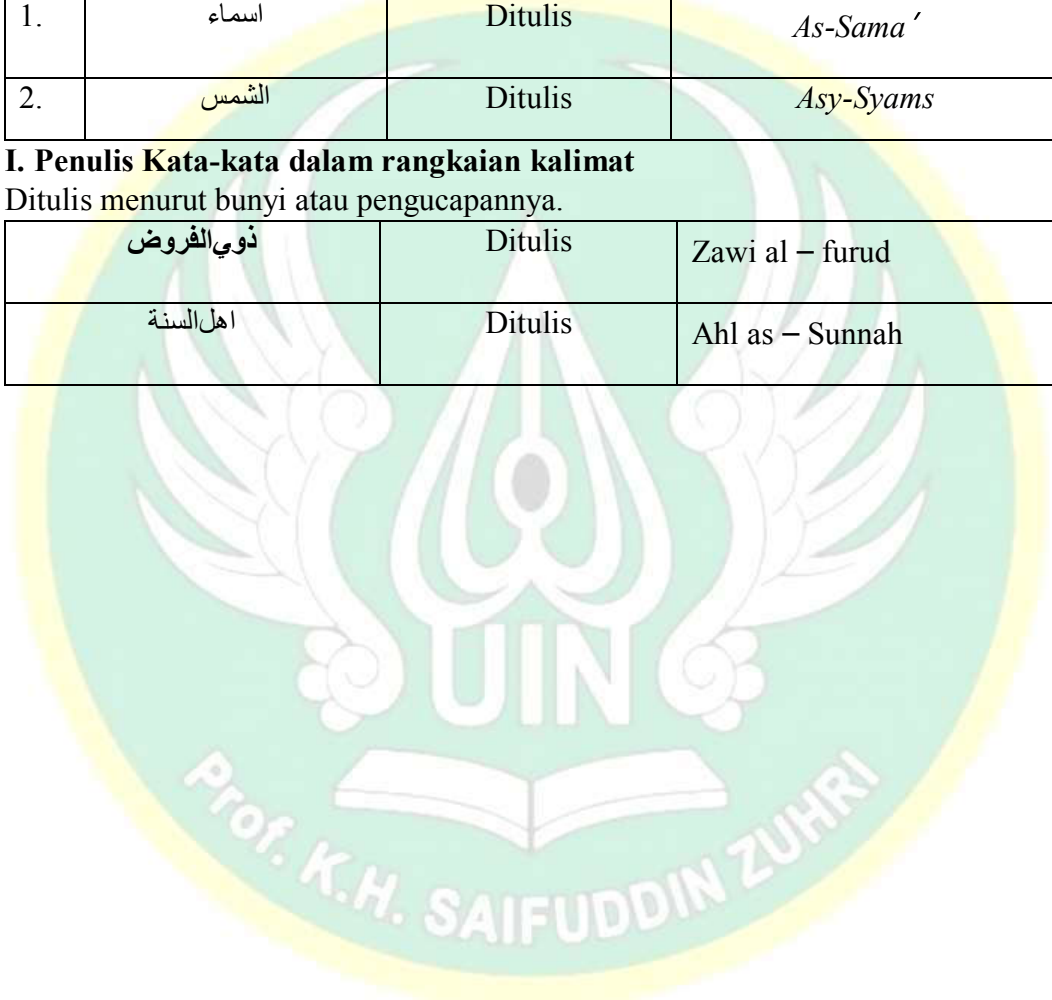 1. اسماء Ditulis As-Sama′
2. الشمس Ditulis Asy-Syams
I. Penulis Kata-kata dalam rangkaian kalimat
Ditulis menurut bunyi atau pengucapannya.
ذوي الفروض Ditulis Zawi al – furud
اهل السنة Ditulis Ahl as – Sunnah
UIN
Prof. K.H. SAIFUDDIN ZUHRI